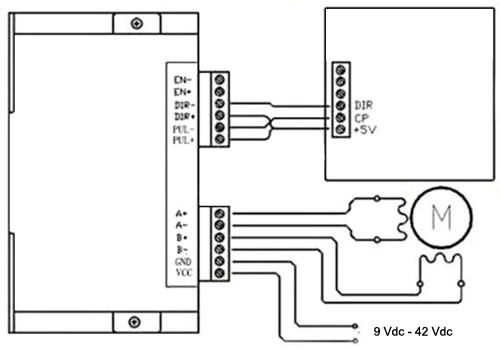 EN-
EN+
DIR-
DIR+
PUL-
PUL+
DIR
CP
+5V
A+
A-
B+
B-
GND
VCC
M
9 Vdc - 42 Vdc